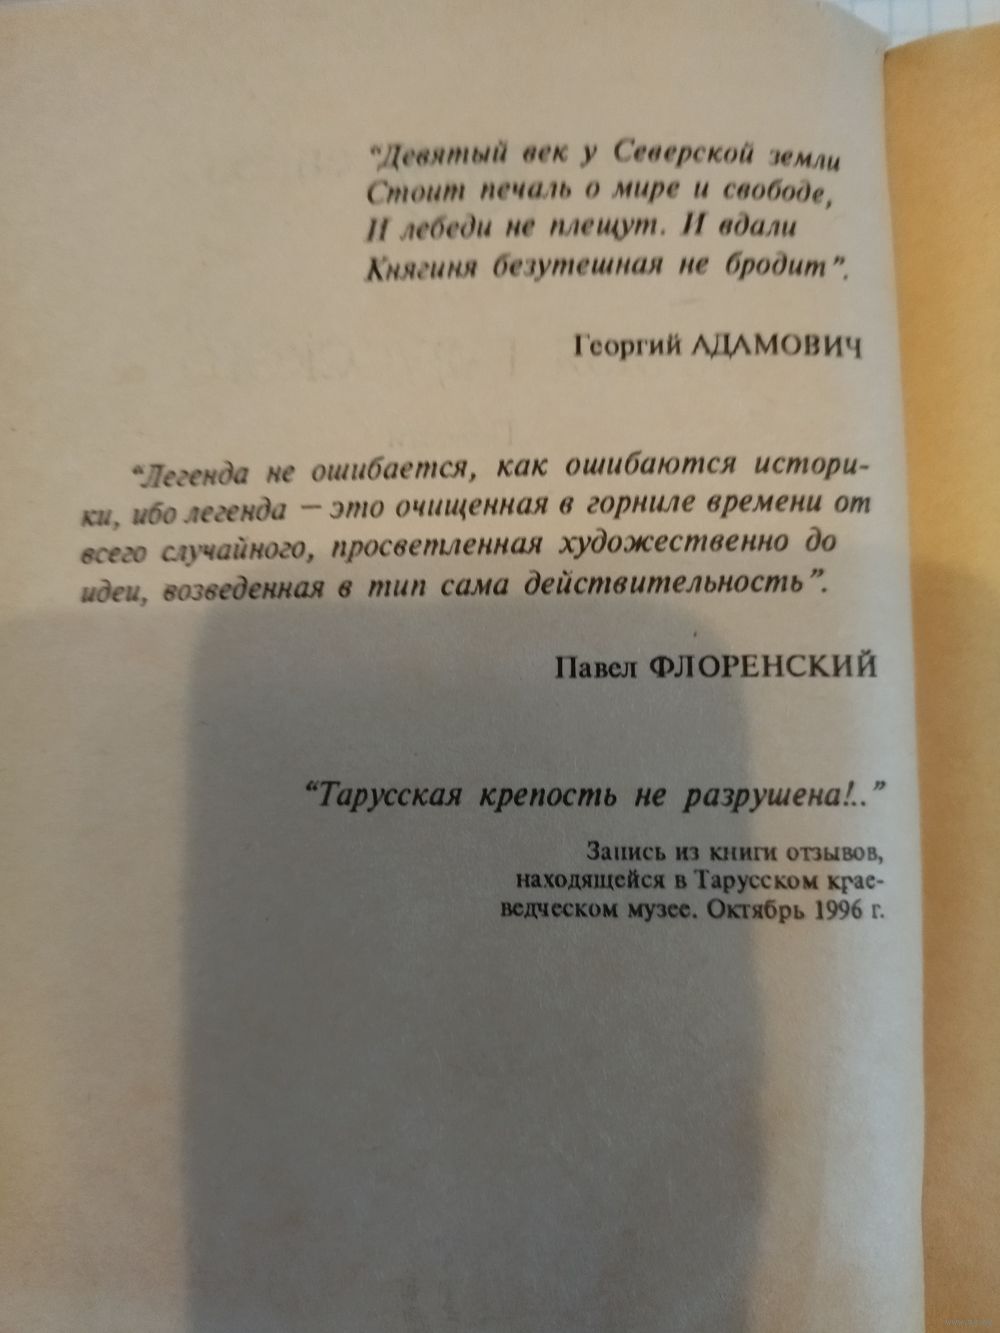 “Девятый век у Северской земли
Стоит печаль о мире и свободе,
И лебеди не плещут. И вдали
Княгиня безутешная не бродит”.
Георгий АДАМОВИЧ
“Легенда не ошибается, как ошибаются истори-
ки, ибо легенда — это очищенная в горниле времени от
всего случайного, просветленная художественно до
идеи, возведенная в тип сама действительность”.
Павел ФЛОРЕНСКИЙ
“Тарусская крепость не разрушена!..”
Запись из книги отзывов,
находящейся в Тарусском крае-
ведческом музее. Октябрь 1996 г.